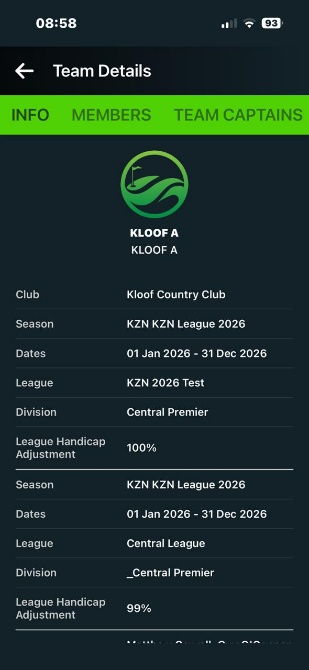 08:58
93
Team Details
INFO MEMBERS TEAM CAPTAINS
KLOOF A
KLOOF A
Club Kloof Country Club
Season KZN KZN League 2026
Dates 01 Jan 2026 - 31 Dec 2026
League KZN 2026 Test
Division Central Premier
League Handicap
Adjustment 100%
Season KZN KZN League 2026
Dates 01 Jan 2026 - 31 Dec 2026
League Central League
Division _Central Premier
League Handicap
Adjustment 99%